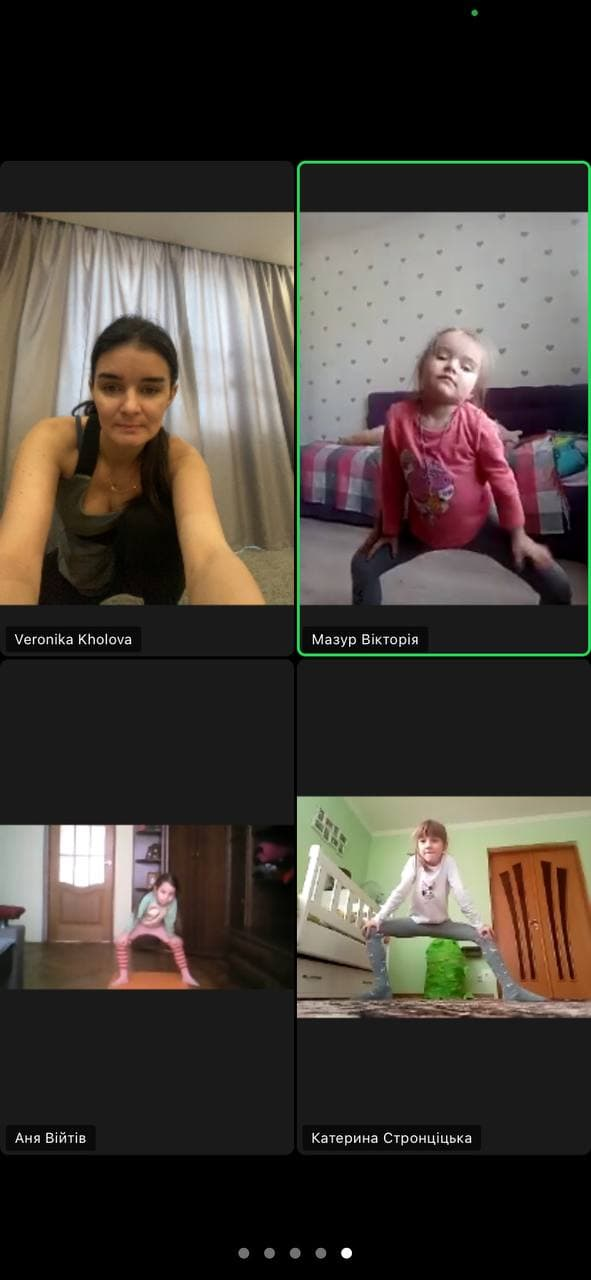 Veronika Kholova
Мазур Вікторія
Аня Війтів
Катерина Стронціцька